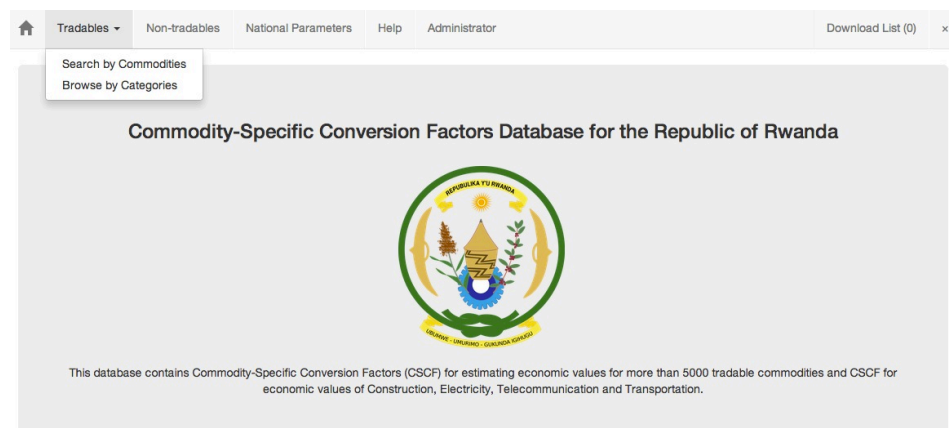 Tradables
Non-tradables
National Parameters
Help
Administrator
Download List (0)
×
Search by Commodities
Browse by Categories
Commodity-Specific Conversion Factors Database for the Republic of Rwanda
REPUBULIKA Y'U RWANDA
UBUMWE - UMURIMO - GUKUNDA IGIHUGU
This database contains Commodity-Specific Conversion Factors (CSCF) for estimating economic values for more than 5000 tradable commodities and CSCF for
economic values of Construction, Electricity, Telecommunication and Transportation.